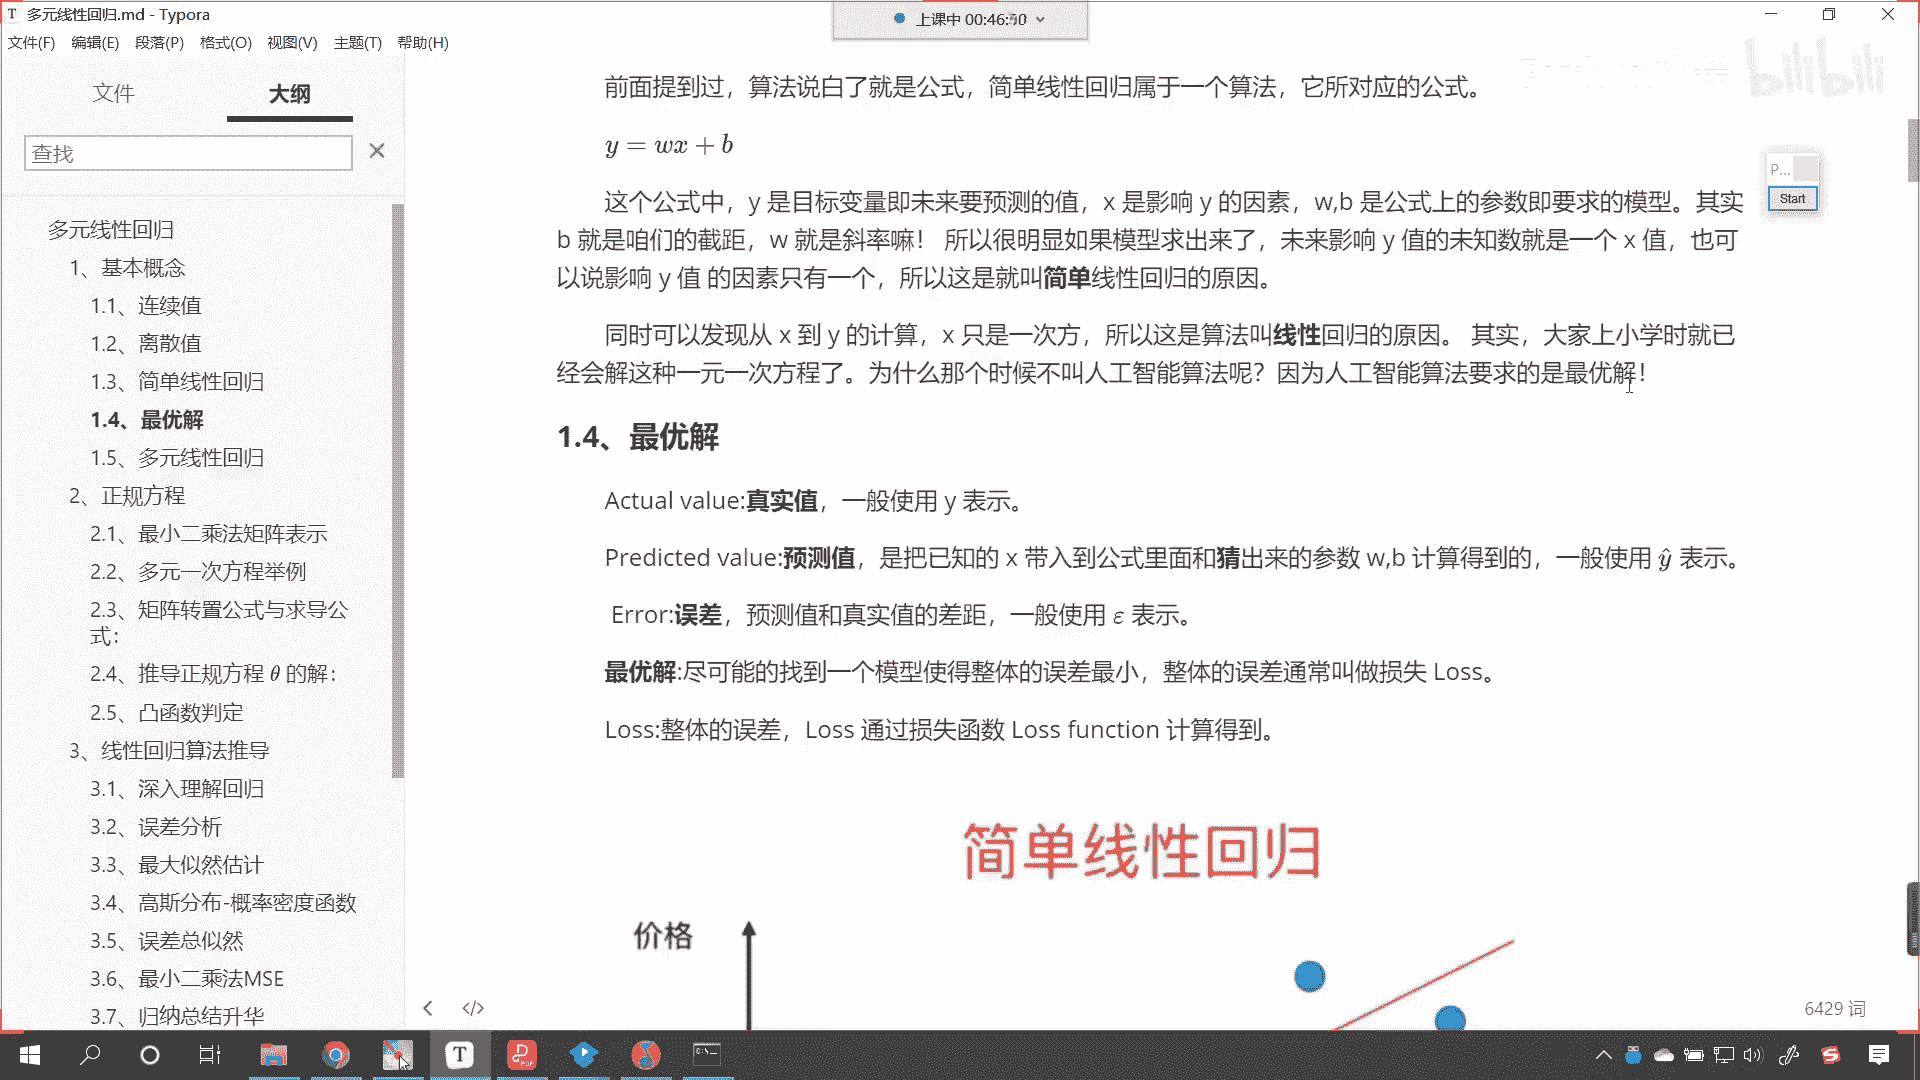 多元线性回归.md - Typora
上课中 00:46:50
文件(F) 编辑(E) 段落(P) 格式(O) 视图(V) 主题(T) 帮助(H)
文件 大纲
查找
多元线性回归
1、基本概念
1.1、连续值
1.2、离散值
1.3、简单线性回归
1.4、最优解
1.5、多元线性回归
2、正规方程
2.1、最小二乘法矩阵表示
2.2、多元一次方程举例
2.3、矩阵转置公式与求导公
式：
2.4、推导正规方程 θ 的解：
2.5、凸函数判定
3、线性回归算法推导
3.1、深入理解回归
3.2、误差分析
3.3、最大似然估计
3.4、高斯分布-概率密度函数
3.5、误差总似然
3.6、最小二乘法MSE
3.7、归纳总结升华
前面提到过，算法说白了就是公式，简单线性回归属于一个算法，它所对应的公式。
y = wx + b
这个公式中，y 是目标变量即未来要预测的值，x 是影响 y 的因素，w,b 是公式上的参数即要求的模型。其实
b 就是咱们的截距，w 就是斜率嘛！ 所以很明显如果模型求出来了，未来影响 y 值的未知数就是一个 x 值，也可
以说影响 y 值 的因素只有一个，所以这是就叫简单线性回归的原因。
同时可以发现从 x 到 y 的计算，x 只是一次方，所以这是算法叫线性回归的原因。 其实，大家上小学时就已
经会解这种一元一次方程了。为什么那个时候不叫人工智能算法呢？因为人工智能算法要求的是最优解！
1.4、最优解
Actual value:真实值，一般使用 y 表示。
Predicted value:预测值，是把已知的 x 带入到公式里面和猜出来的参数 w,b 计算得到的，一般使用 ŷ 表示。
Error:误差，预测值和真实值的差距，一般使用 ε 表示。
最优解:尽可能的找到一个模型使得整体的误差最小，整体的误差通常叫做损失 Loss。
Loss:整体的误差，Loss 通过损失函数 Loss function 计算得到。
简单线性回归
价格
6429 词
P...
Start
bilibili